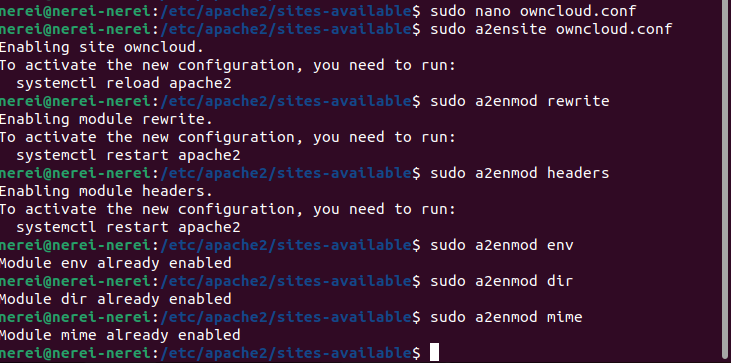 nerei@nerei-nerei:/etc/apache2/sites-available$ sudo nano owncloud.conf
nerei@nerei-nerei:/etc/apache2/sites-available$ sudo a2ensite owncloud.conf
Enabling site owncloud.
To activate the new configuration, you need to run:
  systemctl reload apache2
nerei@nerei-nerei:/etc/apache2/sites-available$ sudo a2enmod rewrite
Enabling module rewrite.
To activate the new configuration, you need to run:
  systemctl restart apache2
nerei@nerei-nerei:/etc/apache2/sites-available$ sudo a2enmod headers
Enabling module headers.
To activate the new configuration, you need to run:
  systemctl restart apache2
nerei@nerei-nerei:/etc/apache2/sites-available$ sudo a2enmod env
Module env already enabled
nerei@nerei-nerei:/etc/apache2/sites-available$ sudo a2enmod dir
Module dir already enabled
nerei@nerei-nerei:/etc/apache2/sites-available$ sudo a2enmod mime
Module mime already enabled
nerei@nerei-nerei:/etc/apache2/sites-available$